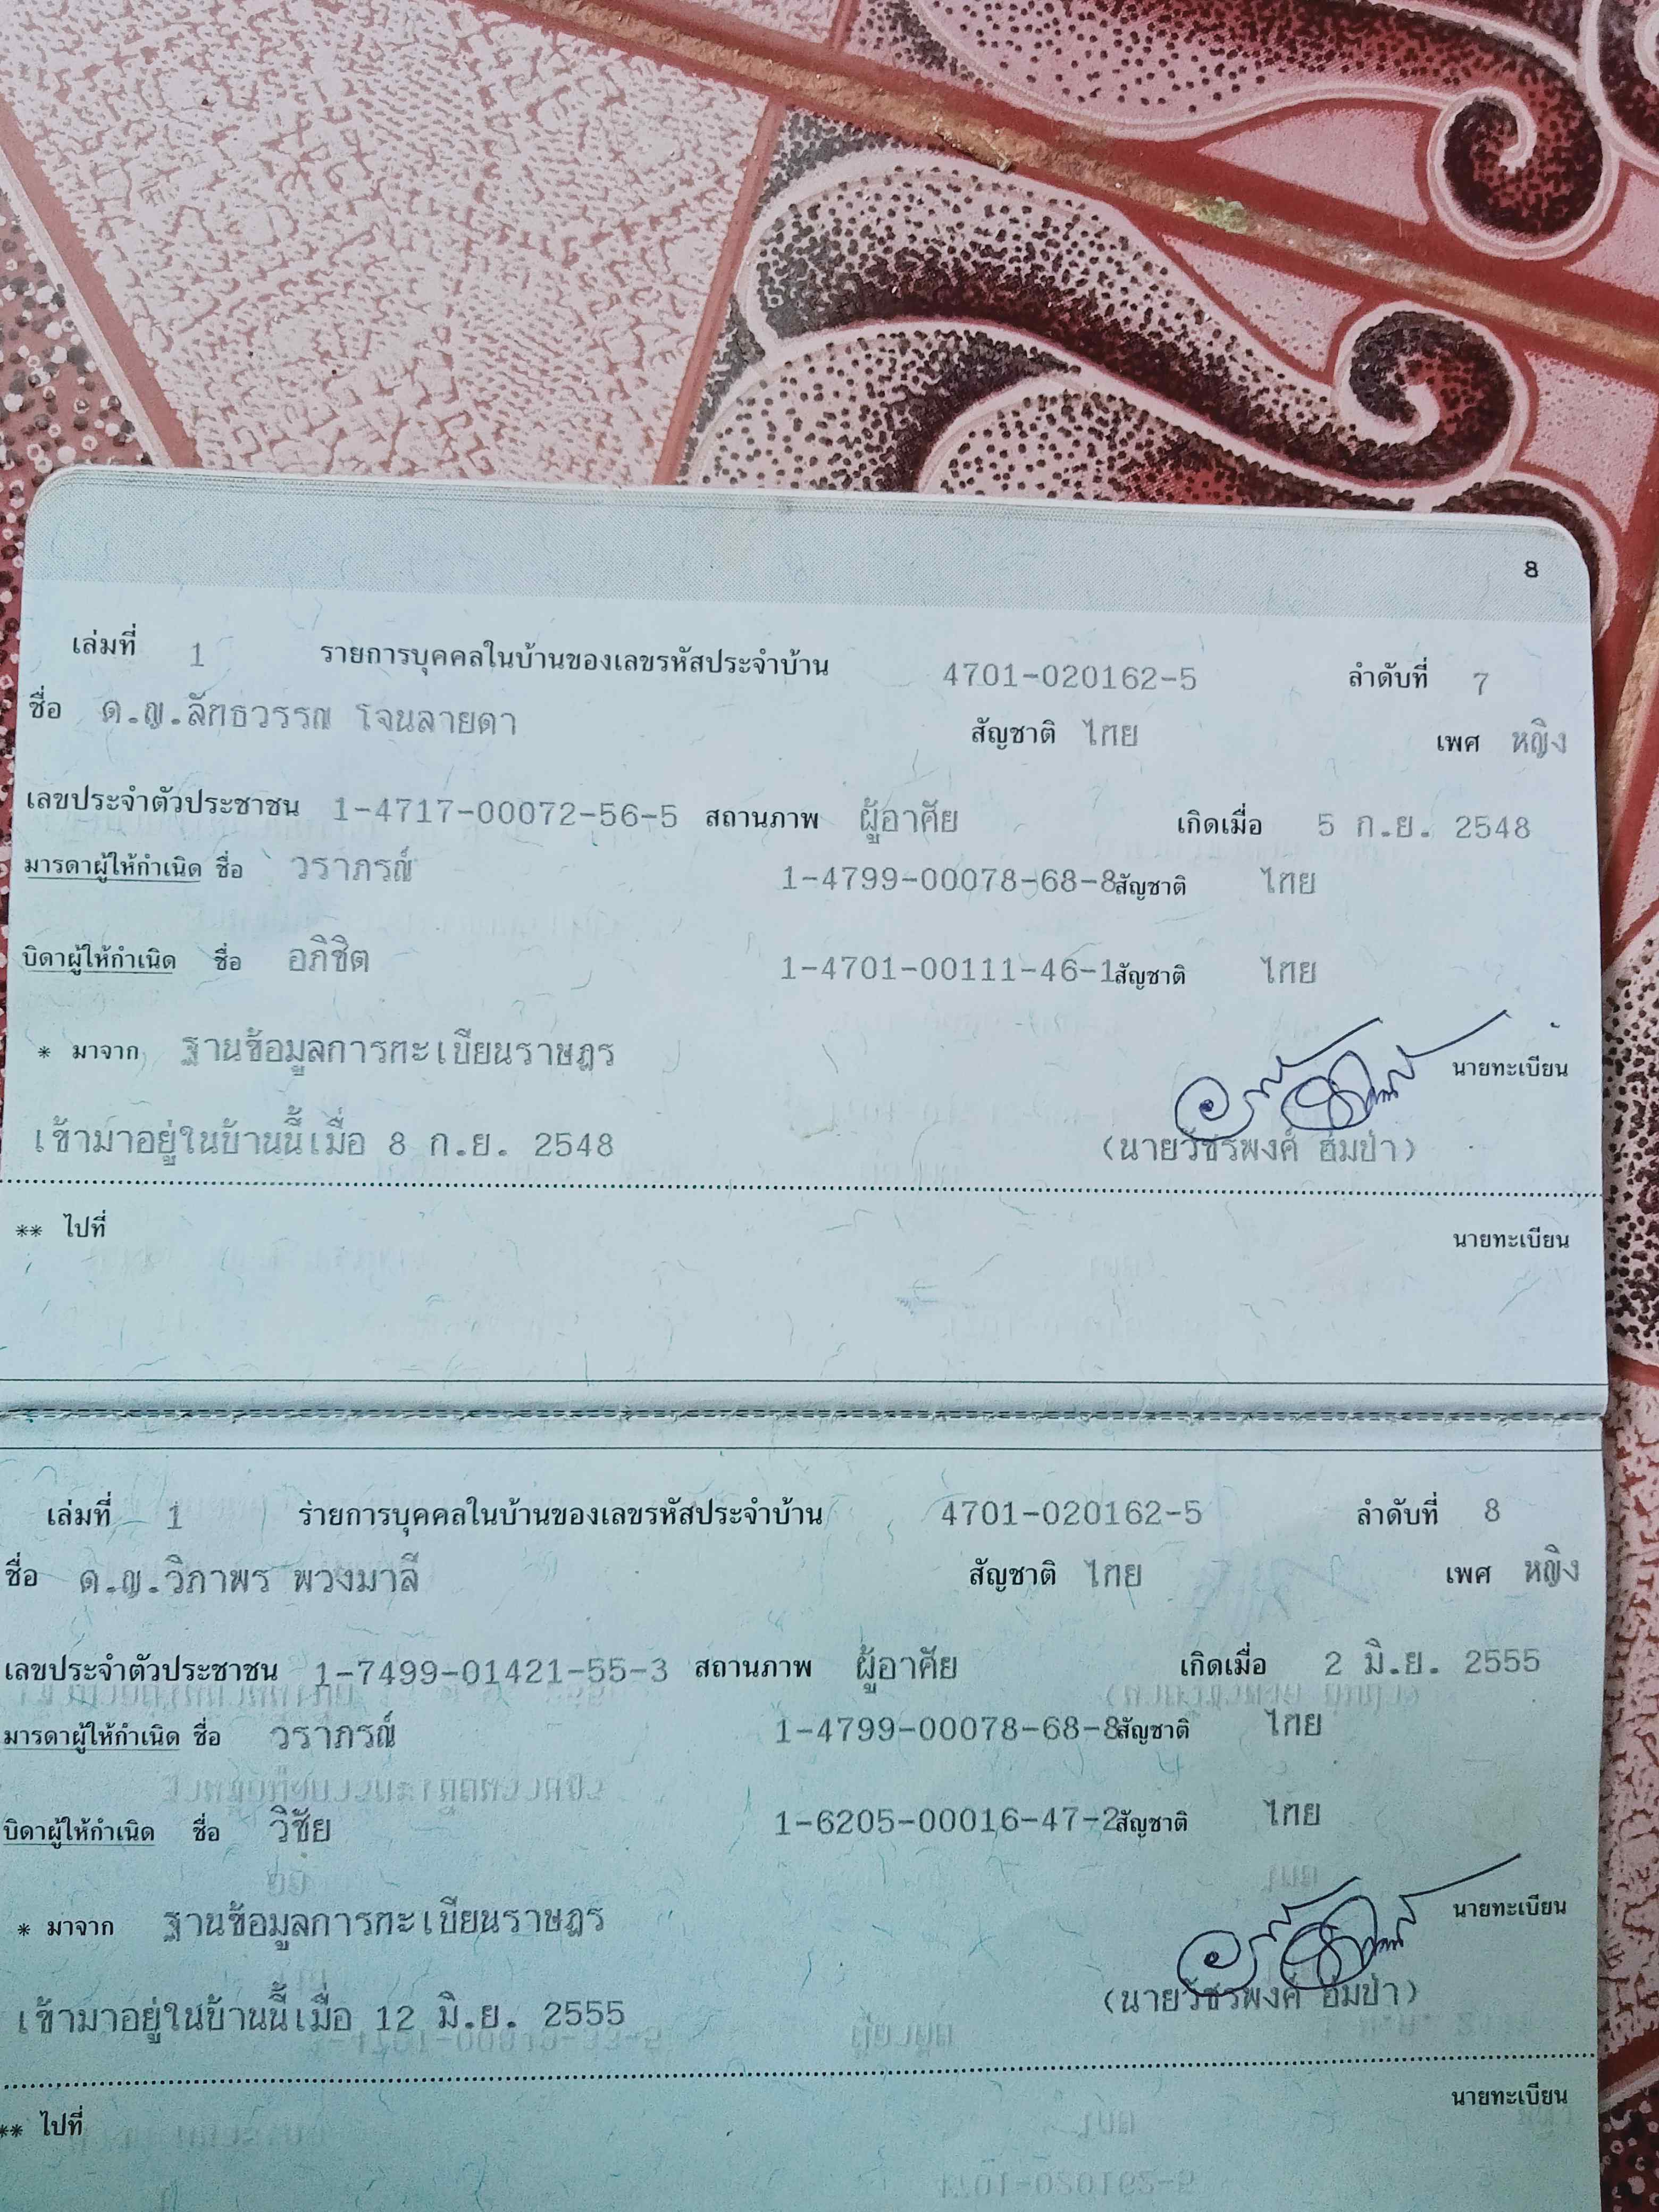 8
เล่มที่ 1 รายการบุคคลในบ้านของเลขรหัสประจำบ้าน 4701-020162-5 ลำดับที่ 7
ชื่อ ด.ญ.ลัทธวรรณ โจนลายดา สัญชาติ ไทย เพศ หญิง
เลขประจำตัวประชาชน 1-4717-00072-56-5 สถานภาพ ผู้อาศัย เกิดเมื่อ 5 ก.ย. 2548
มารดาผู้ให้กำเนิด ชื่อ วราภรณ์ 1-4799-00078-68-8 สัญชาติ ไทย
บิดาผู้ให้กำเนิด ชื่อ อภิชิต 1-4701-00111-46-1 สัญชาติ ไทย
* มาจาก ฐานข้อมูลการทะเบียนราษฎร นายทะเบียน
เข้ามาอยู่ในบ้านนี้เมื่อ 8 ก.ย. 2548 (นายวัชรพงศ์ อิ่มป่า)
** ไปที่ นายทะเบียน
เล่มที่ 1 รายการบุคคลในบ้านของเลขรหัสประจำบ้าน 4701-020162-5 ลำดับที่ 8
ชื่อ ด.ญ.วิภาพร พวงมาลี สัญชาติ ไทย เพศ หญิง
เลขประจำตัวประชาชน 1-7499-01421-55-3 สถานภาพ ผู้อาศัย เกิดเมื่อ 2 มิ.ย. 2555
มารดาผู้ให้กำเนิด ชื่อ วราภรณ์ 1-4799-00078-68-8 สัญชาติ ไทย
บิดาผู้ให้กำเนิด ชื่อ วิชัย 1-6205-00016-47-2 สัญชาติ ไทย
* มาจาก ฐานข้อมูลการทะเบียนราษฎร นายทะเบียน
เข้ามาอยู่ในบ้านนี้เมื่อ 12 มิ.ย. 2555 (นายวัชรพงศ์ อิ่มป่า)
** ไปที่ นายทะเบียน